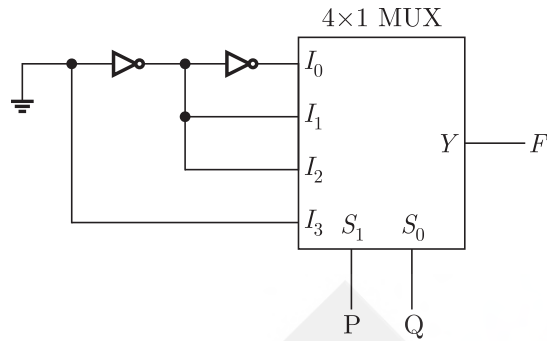 4×1 MUX
I₀
I₁
Y F
I₂
I₃ S₁ S₀
P Q